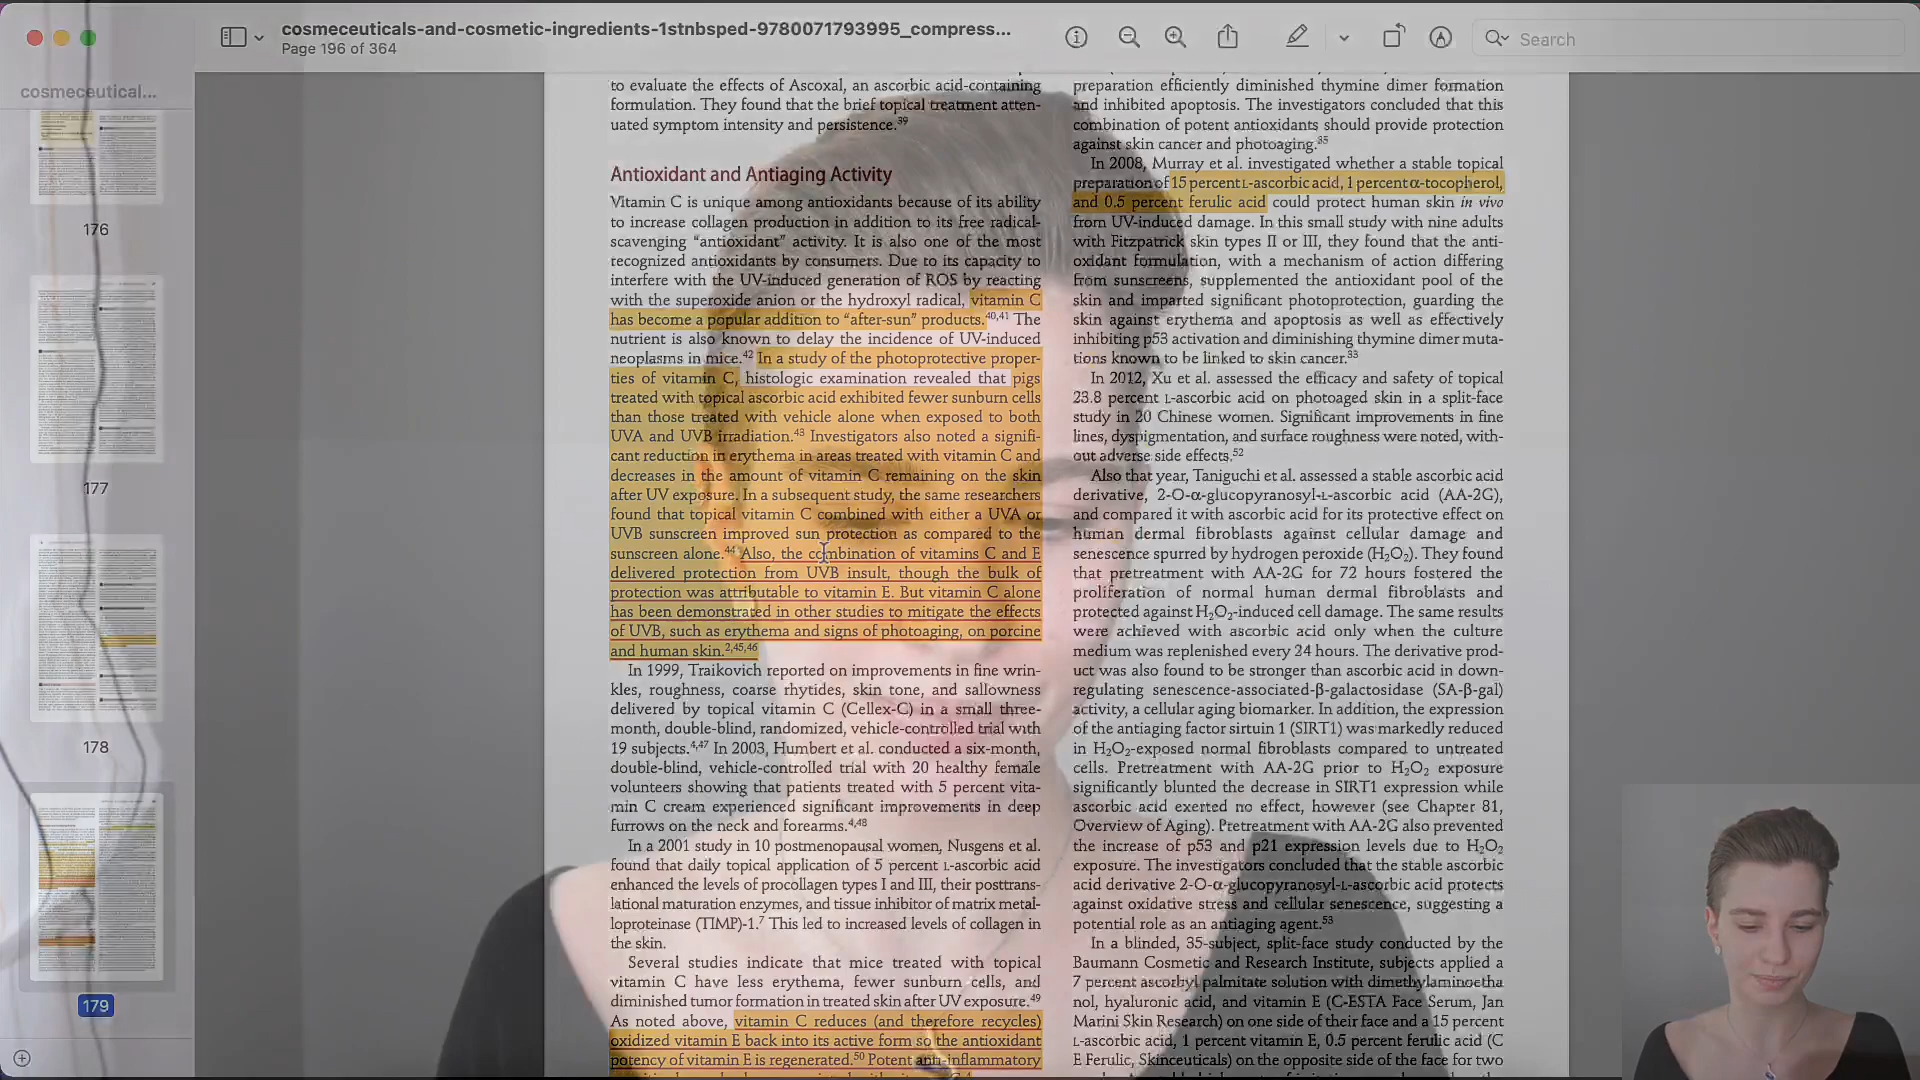 cosmeceuticals-and-cosmetic-ingredients-1stnbsped-9780071793995_compress...
Page 196 of 364
Search
cosmeceutical...
176
177
178
179
to evaluate the effects of Ascoxal, an ascorbic acid-containing
formulation. They found that the brief topical treatment atten-
uated symptom intensity and persistence.39
Antioxidant and Antiaging Activity
Vitamin C is unique among antioxidants because of its ability
to increase collagen production in addition to its free radical-
scavenging “antioxidant” activity. It is also one of the most
recognized antioxidants by consumers. Due to its capacity to
interfere with the UV-induced generation of ROS by reacting
with the superoxide anion or the hydroxyl radical, vitamin C
has become a popular addition to “after-sun” products.40,41 The
nutrient is also known to delay the incidence of UV-induced
neoplasms in mice.42 In a study of the photoprotective proper-
ties of vitamin C, histologic examination revealed that pigs
treated with topical ascorbic acid exhibited fewer sunburn cells
than those treated with vehicle alone when exposed to both
UVA and UVB irradiation.43 Investigators also noted a signifi-
cant reduction in erythema in areas treated with vitamin C and
decreases in the amount of vitamin C remaining on the skin
after UV exposure. In a subsequent study, the same researchers
found that topical vitamin C combined with either a UVA or
UVB sunscreen improved sun protection as compared to the
sunscreen alone.44 Also, the combination of vitamins C and E
delivered protection from UVB insult, though the bulk of
protection was attributable to vitamin E. But vitamin C alone
has been demonstrated in other studies to mitigate the effects
of UVB, such as erythema and signs of photoaging, on porcine
and human skin.2,45,46
In 1999, Traikovich reported on improvements in fine wrin-
kles, roughness, coarse rhytides, skin tone, and sallowness
delivered by topical vitamin C (Cellex-C) in a small three-
month, double-blind, randomized, vehicle-controlled trial with
19 subjects.4,47 In 2003, Humbert et al. conducted a six-month,
double-blind, vehicle-controlled trial with 20 healthy female
volunteers showing that patients treated with 5 percent vita-
min C cream experienced significant improvements in deep
furrows on the neck and forearms.4,48
In a 2001 study in 10 postmenopausal women, Nusgens et al.
found that daily topical application of 5 percent L-ascorbic acid
enhanced the levels of procollagen types I and III, their posttrans-
lational maturation enzymes, and tissue inhibitor of matrix metal-
loproteinase (TIMP)-1.7 This led to increased levels of collagen in
the skin.
Several studies indicate that mice treated with topical
vitamin C have less erythema, fewer sunburn cells, and
diminished tumor formation in treated skin after UV exposure.49
As noted above, vitamin C reduces (and therefore recycles)
oxidized vitamin E back into its active form so the antioxidant
potency of vitamin E is regenerated.50 Potent anti-inflammatory
preparation efficiently diminished thymine dimer formation
and inhibited apoptosis. The investigators concluded that this
combination of potent antioxidants should provide protection
against skin cancer and photoaging.35
In 2008, Murray et al. investigated whether a stable topical
preparation of 15 percent L-ascorbic acid, 1 percent α-tocopherol,
and 0.5 percent ferulic acid could protect human skin in vivo
from UV-induced damage. In this small study with nine adults
with Fitzpatrick skin types II or III, they found that the anti-
oxidant formulation, with a mechanism of action differing
from sunscreens, supplemented the antioxidant pool of the
skin and imparted significant photoprotection, guarding the
skin against erythema and apoptosis as well as effectively
inhibiting p53 activation and diminishing thymine dimer muta-
tions known to be linked to skin cancer.33
In 2012, Xu et al. assessed the efficacy and safety of topical
23.8 percent L-ascorbic acid on photoaged skin in a split-face
study in 20 Chinese women. Significant improvements in fine
lines, dyspigmentation, and surface roughness were noted, with-
out adverse side effects.52
Also that year, Taniguchi et al. assessed a stable ascorbic acid
derivative, 2-O-α-glucopyranosyl-L-ascorbic acid (AA-2G),
and compared it with ascorbic acid for its protective effect on
human dermal fibroblasts against cellular damage and
senescence spurred by hydrogen peroxide (H₂O₂). They found
that pretreatment with AA-2G for 72 hours fostered the
proliferation of normal human dermal fibroblasts and
protected against H₂O₂-induced cell damage. The same results
were achieved with ascorbic acid only when the culture
medium was replenished every 24 hours. The derivative prod-
uct was also found to be stronger than ascorbic acid in down-
regulating senescence-associated-β-galactosidase (SA-β-gal)
activity, a cellular aging biomarker. In addition, the expression
of the antiaging factor sirtuin 1 (SIRT1) was markedly reduced
in H₂O₂-exposed normal fibroblasts compared to untreated
cells. Pretreatment with AA-2G prior to H₂O₂ exposure
significantly blunted the decrease in SIRT1 expression while
ascorbic acid exerted no effect, however (see Chapter 81,
Overview of Aging). Pretreatment with AA-2G also prevented
the increase of p53 and p21 expression levels due to H₂O₂
exposure. The investigators concluded that the stable ascorbic
acid derivative 2-O-α-glucopyranosyl-L-ascorbic acid protects
against oxidative stress and cellular senescence, suggesting a
potential role as an antiaging agent.53
In a blinded, 35-subject, split-face study conducted by the
Baumann Cosmetic and Research Institute, subjects applied a
7 percent ascorbyl palmitate solution with dimethylaminoetha
nol, hyaluronic acid, and vitamin E (C-ESTA Face Serum, Jan
Marini Skin Research) on one side of their face and a 15 percent
L-ascorbic acid, 1 percent vitamin E, 0.5 percent ferulic acid (C
E Ferulic, Skinceuticals) on the opposite side of the face for two